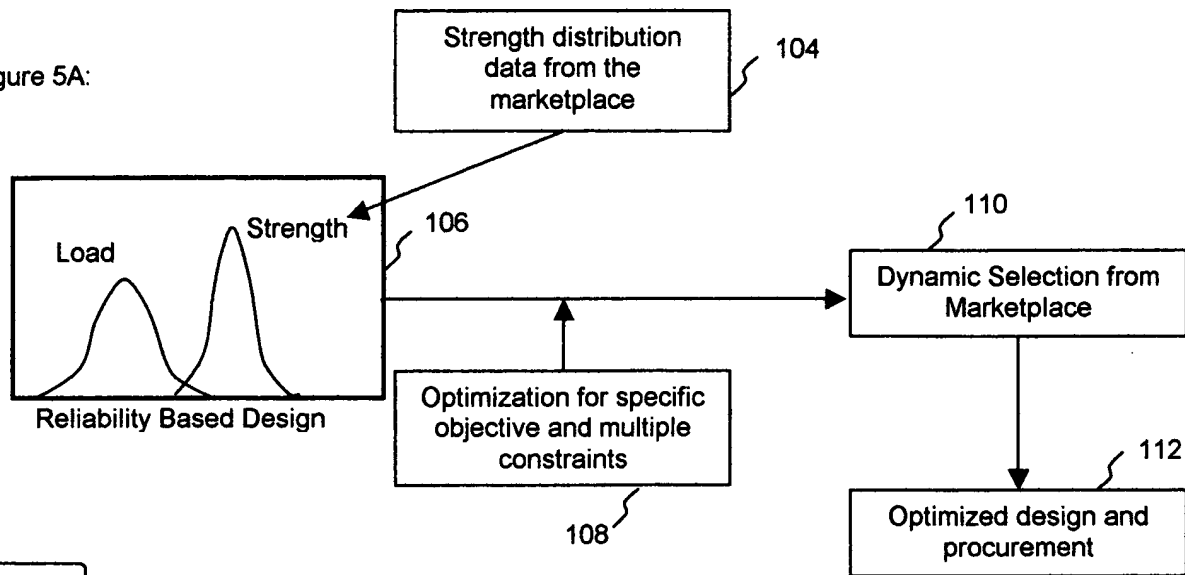 Strength distribution
data from the
marketplace
104
gure 5A:
Load
Strength
106
Reliability Based Design
Optimization for specific
objective and multiple
constraints
108
110
Dynamic Selection from
Marketplace
112
Optimized design and
procurement